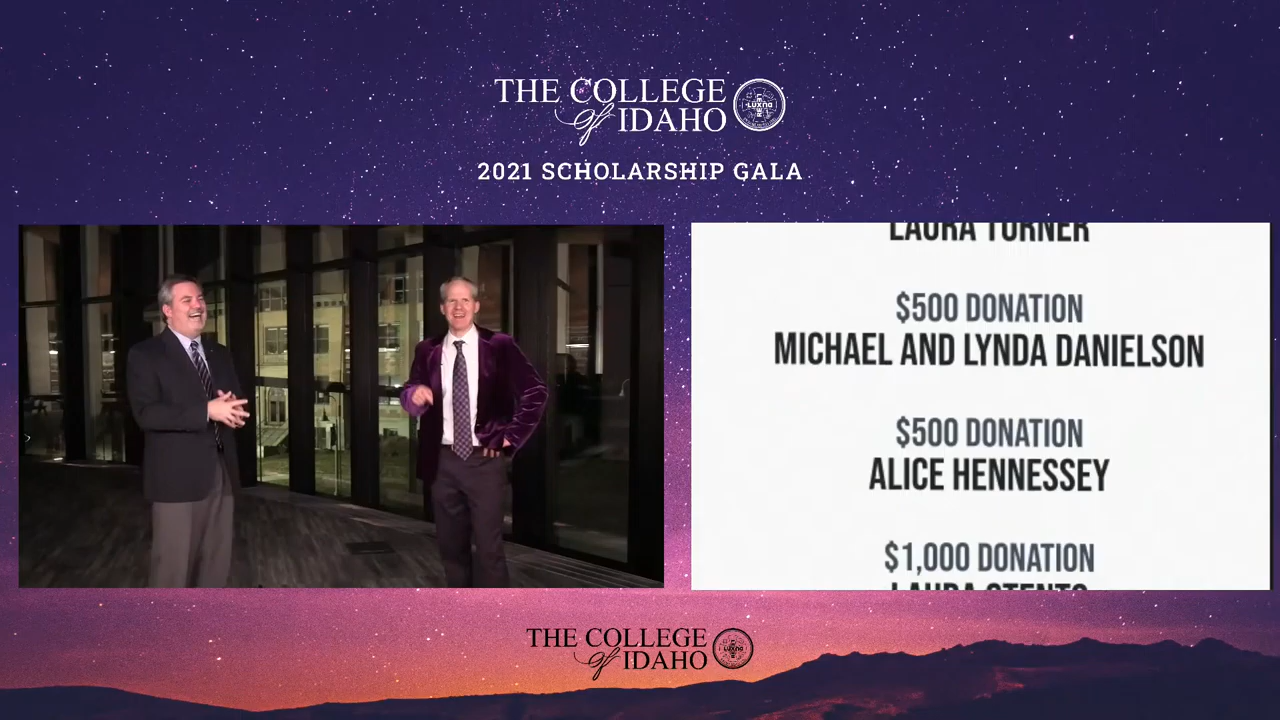 THE COLLEGE
of IDAHO
2021 SCHOLARSHIP GALA
LAURA TURNER
$500 DONATION
MICHAEL AND LYNDA DANIELSON
$500 DONATION
ALICE HENNESSEY
$1,000 DONATION
LAURA
THE COLLEGE
of IDAHO